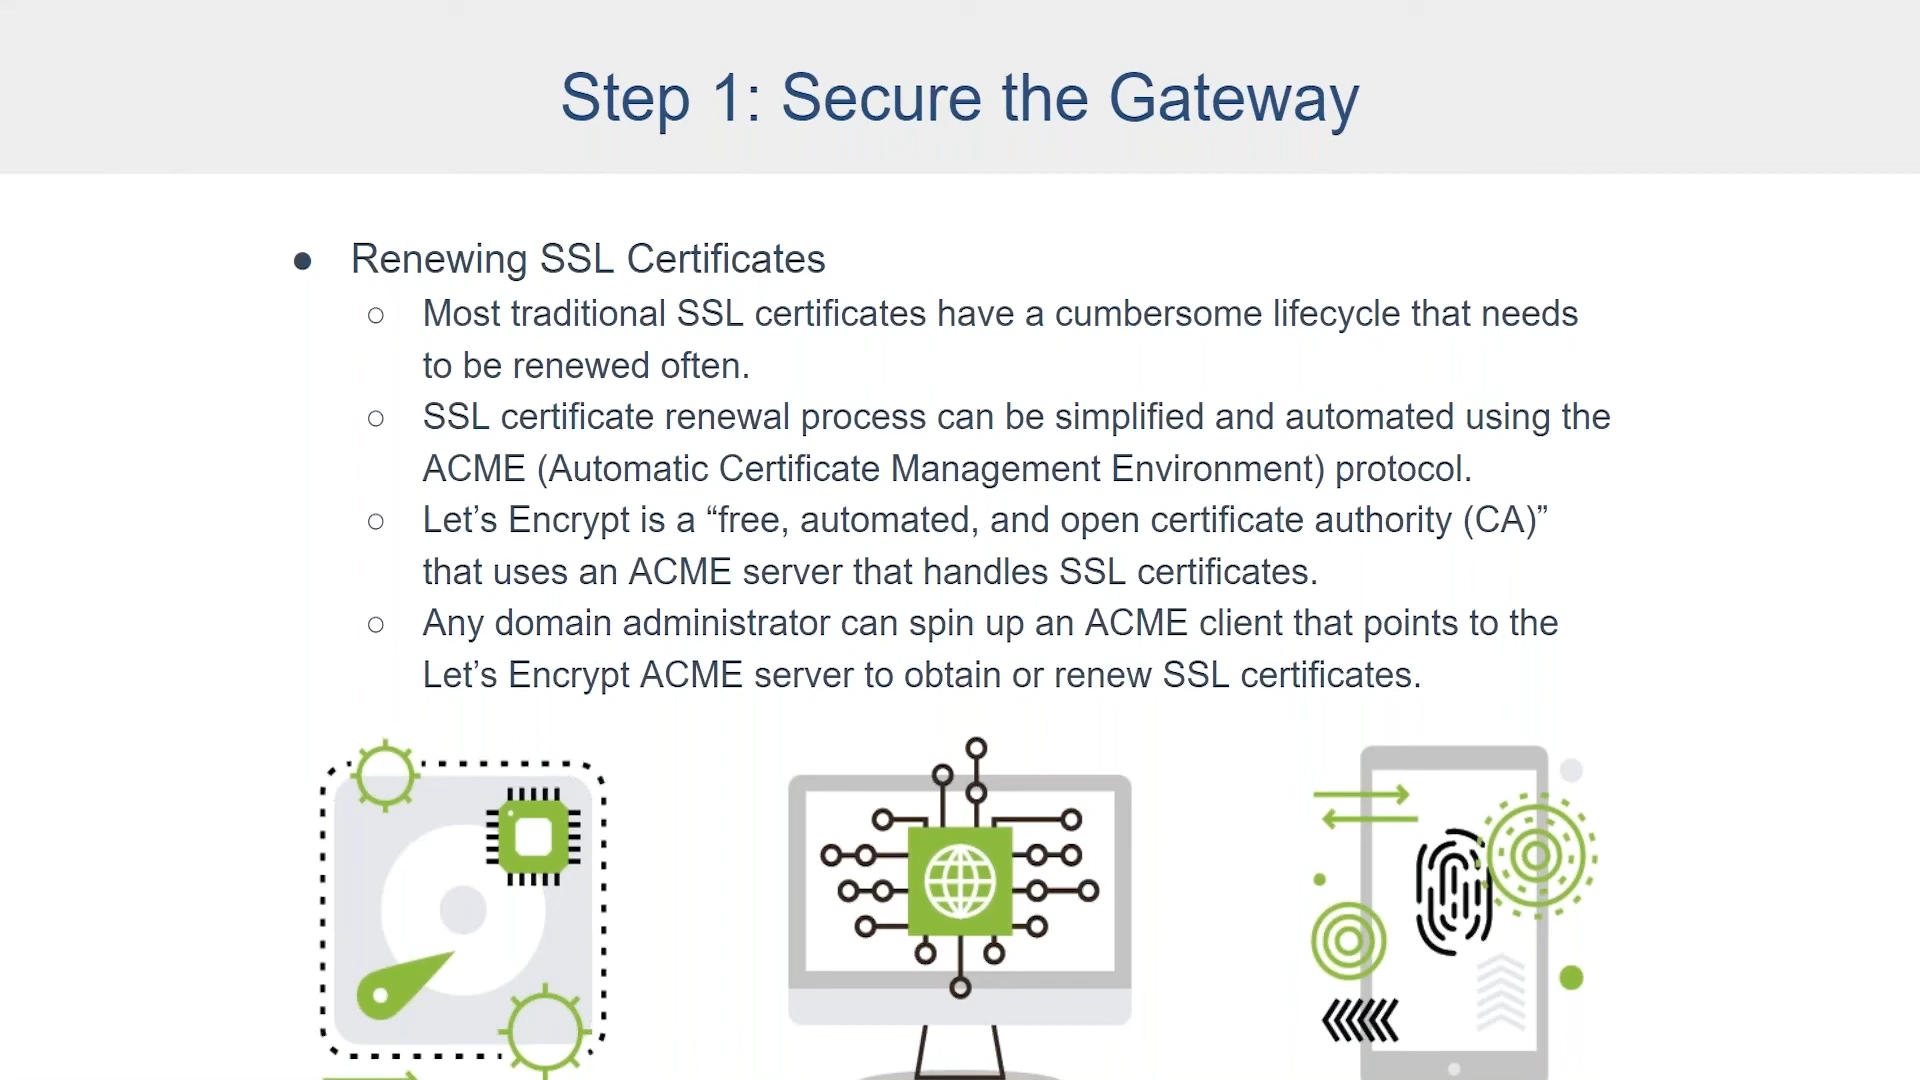 Step 1: Secure the Gateway
● Renewing SSL Certificates
○ Most traditional SSL certificates have a cumbersome lifecycle that needs
to be renewed often.
○ SSL certificate renewal process can be simplified and automated using the
ACME (Automatic Certificate Management Environment) protocol.
○ Let’s Encrypt is a “free, automated, and open certificate authority (CA)”
that uses an ACME server that handles SSL certificates.
○ Any domain administrator can spin up an ACME client that points to the
Let’s Encrypt ACME server to obtain or renew SSL certificates.